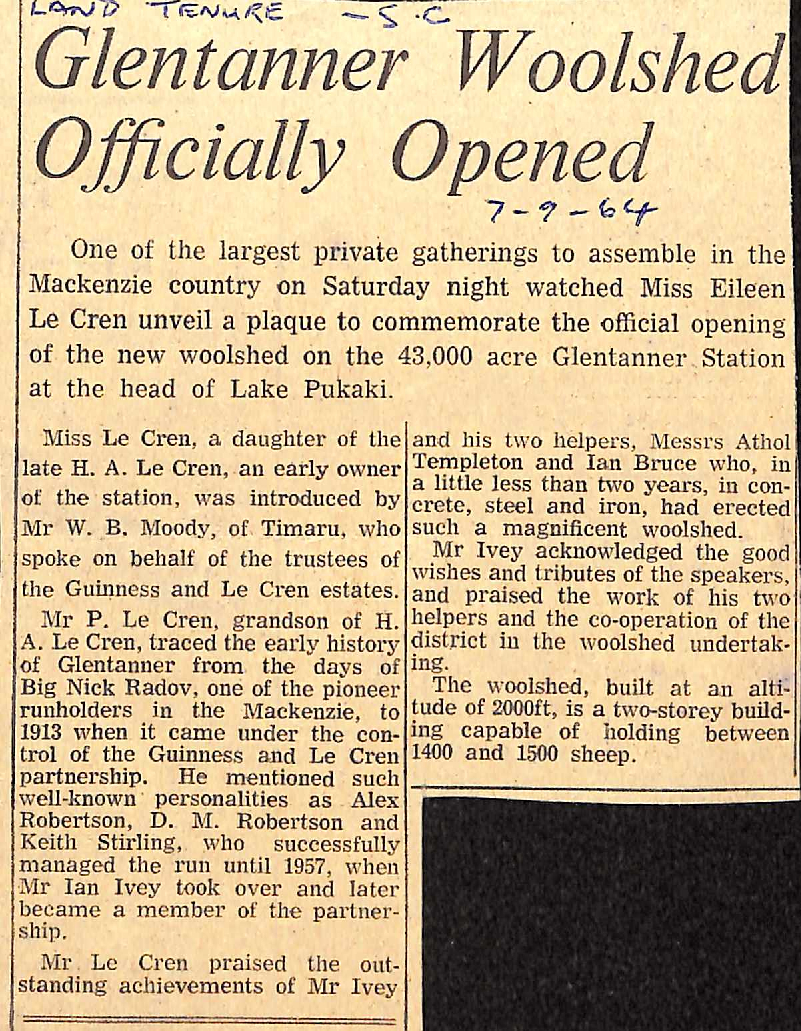 LAND TENURE - S.C
Glentanner Woolshed
Officially Opened
7-9-64
One of the largest private gatherings to assemble in the
Mackenzie country on Saturday night watched Miss Eileen
Le Cren unveil a plaque to commemorate the official opening
of the new woolshed on the 43,000 acre Glentanner Station
at the head of Lake Pukaki.
Miss Le Cren, a daughter of the
late H. A. Le Cren, an early owner
of the station, was introduced by
Mr W. B. Moody, of Timaru, who
spoke on behalf of the trustees of
the Guinness and Le Cren estates.
Mr P. Le Cren, grandson of H.
A. Le Cren, traced the early history
of Glentanner from the days of
Big Nick Radov, one of the pioneer
runholders in the Mackenzie, to
1913 when it came under the con-
trol of the Guinness and Le Cren
partnership. He mentioned such
well-known personalities as Alex
Robertson, D. M. Robertson and
Keith Stirling, who successfully
managed the run until 1957, when
Mr Ian Ivey took over and later
became a member of the partner-
ship.
Mr Le Cren praised the out-
standing achievements of Mr Ivey
and his two helpers, Messrs Athol
Templeton and Ian Bruce who, in
a little less than two years, in con-
crete, steel and iron, had erected
such a magnificent woolshed.
Mr Ivey acknowledged the good
wishes and tributes of the speakers,
and praised the work of his two
helpers and the co-operation of the
district in the woolshed undertak-
ing.
The woolshed, built at an alti-
tude of 2000ft, is a two-storey build-
ing capable of holding between
1400 and 1500 sheep.